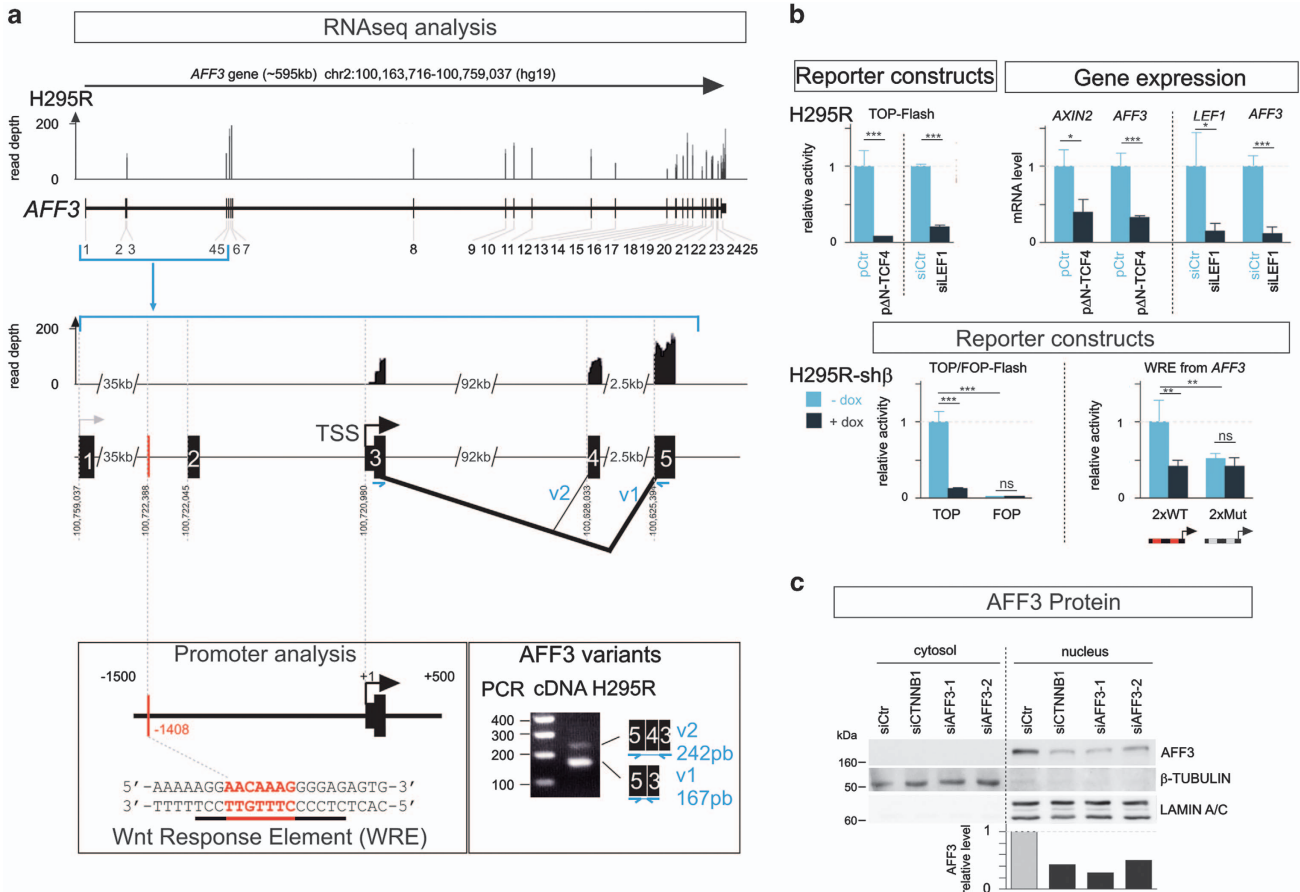 a
RNAseq analysis
AFF3 gene (~595kb) chr2:100,163,716-100,759,037 (hg19)
H295R
read depth
200
0
AFF3
1 2 3 45 67 8 9 10 11 12 13 14 15 16 17 18 19 20 21 22 23 24 25
read depth
200
0
35kb 92kb 2.5kb
TSS
1 35kb 2 3 92kb 4 2.5kb 5
v2 v1
100,759,037
100,722,388
100,722,045
100,720,980
100,628,033
100,625,391
Promoter analysis
-1500 +1 +500
-1408
5'-AAAAAGGAACAAAGGGGAGAGTG-3'
3'-TTTTTCCTTGTTTCCCCTCTCAC-5'
Wnt Response Element (WRE)
AFF3 variants
PCR cDNA H295R
400
300
200
100
5 4 3 v2
242pb
5 3 v1
167pb
b
Reporter constructs
Gene expression
H295R TOP-Flash
AXIN2 AFF3 LEF1 AFF3
*** *** * *** * ***
relative activity
1
0
mRNA level
1
0
pCtr
pΔN-TCF4
siCtr
siLEF1
pCtr
pΔN-TCF4
pCtr
pΔN-TCF4
siCtr
siLEF1
siCtr
siLEF1
Reporter constructs
H295R-shβ
- dox
+ dox
TOP/FOP-Flash
WRE from AFF3
relative activity
1
0
***
***
ns
TOP FOP
relative activity
1
0
**
**
ns
2xWT 2xMut
c
AFF3 Protein
cytosol nucleus
siCtr
siCTNNB1
siAFF3-1
siAFF3-2
siCtr
siCTNNB1
siAFF3-1
siAFF3-2
kDa
160
AFF3
50
β-TUBULIN
60
LAMIN A/C
AFF3
relative level
1
0